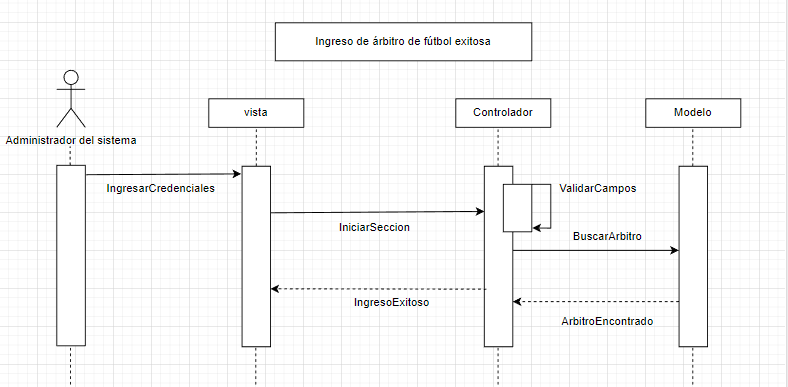 Ingreso de árbitro de fútbol exitosa
vista
Controlador
Modelo
Administrador del sistema
IngresarCredenciales
ValidarCampos
IniciarSeccion
BuscarArbitro
IngresoExitoso
ArbitroEncontrado